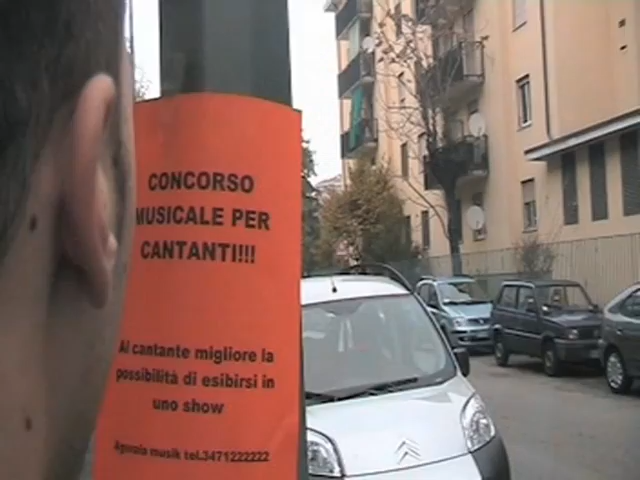 CONCORSO
MUSICALE PER
CANTANTI!!!
Al cantante migliore la
possibilità di esibirsi in
uno show
Agenzia musik tel.3471222222